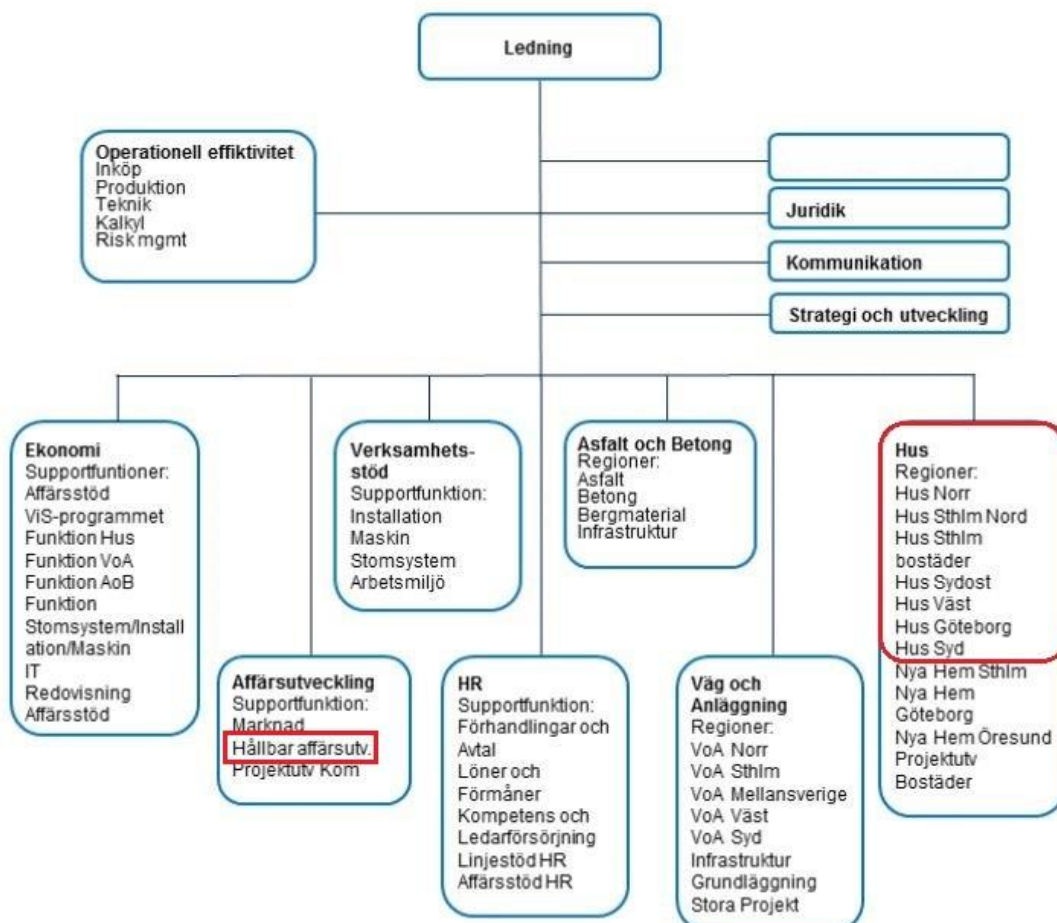 Ledning
Operationell effiktivitet
Inköp
Produktion
Teknik
Kalkyl
Risk mgmt
Juridik
Kommunikation
Strategi och utveckling
Ekonomi
Supportfuntioner:
Affärsstöd
ViS-programmet
Funktion Hus
Funktion VoA
Funktion AoB
Funktion
Stomsystem/Install
ation/Maskin
IT
Redovisning
Affärsstöd
Affärsutveckling
Supportfunktion:
Marknad
Hållbar affärsutv.
Projektutv Kom
Verksamhets-
stöd
Supportfunktion:
Installation
Maskin
Stomsystem
Arbetsmiljö
HR
Supportfunktion:
Förhandlingar och
Avtal
Löner och
Förmåner
Kompetens och
Ledarförsörjning
Linjestöd HR
Affärsstöd HR
Asfalt och Betong
Regioner:
Asfalt
Betong
Bergmaterial
Infrastruktur
Väg och
Anläggning
Regioner:
VoA Norr
VoA Sthlm
VoA Mellansverige
VoA Väst
VoA Syd
Infrastruktur
Grundläggning
Stora Projekt
Hus
Regioner:
Hus Norr
Hus Sthlm Nord
Hus Sthlm
bostäder
Hus Sydost
Hus Väst
Hus Göteborg
Hus Syd
Nya Hem Sthlm
Nya Hem
Göteborg
Nya Hem Öresund
Projektutv
Bostäder